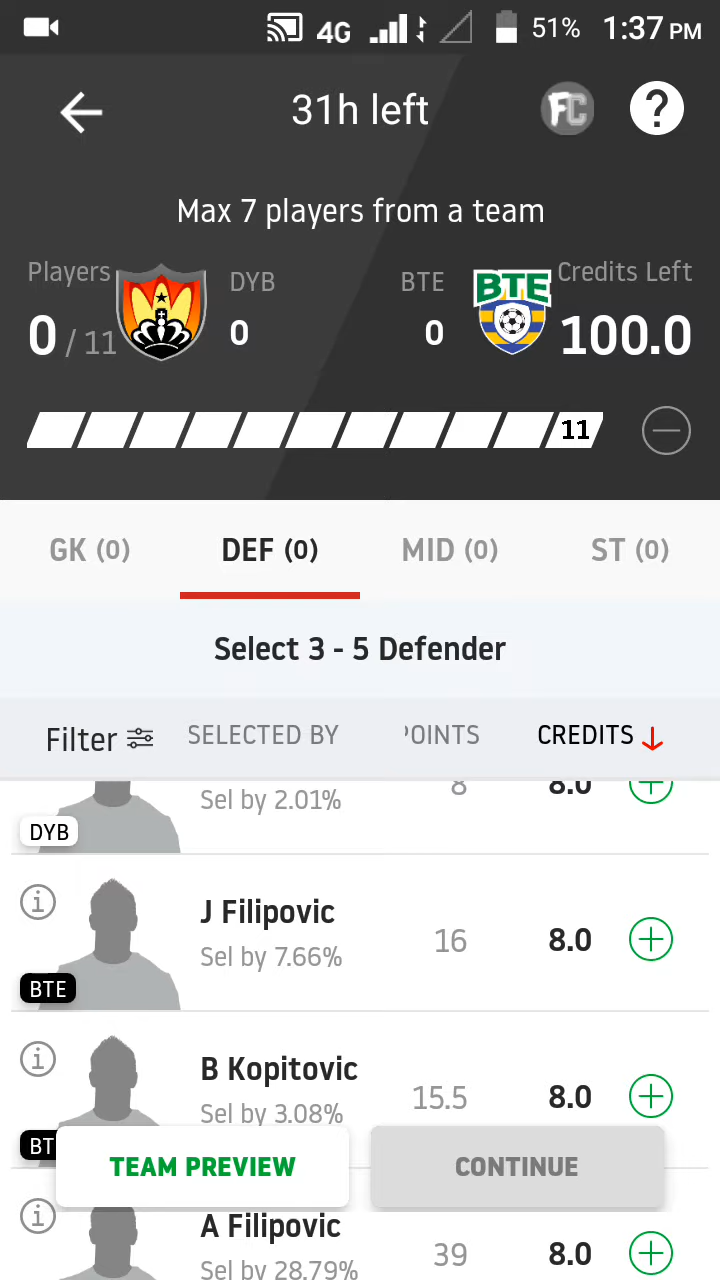 4G 51% 1:37 PM
31h left FC ?
Max 7 players from a team
Players DYB BTE BTE Credits Left
0 / 11 0 0 100.0
11
GK (0) DEF (0) MID (0) ST (0)
Select 3 - 5 Defender
Filter SELECTED BY POINTS CREDITS
Sel by 2.01% 8 8.0
DYB
J Filipovic
Sel by 7.66% 16 8.0
BTE
B Kopitovic
Sel by 3.08% 15.5 8.0
BT
TEAM PREVIEW CONTINUE
A Filipovic
Sel by 28.79% 39 8.0